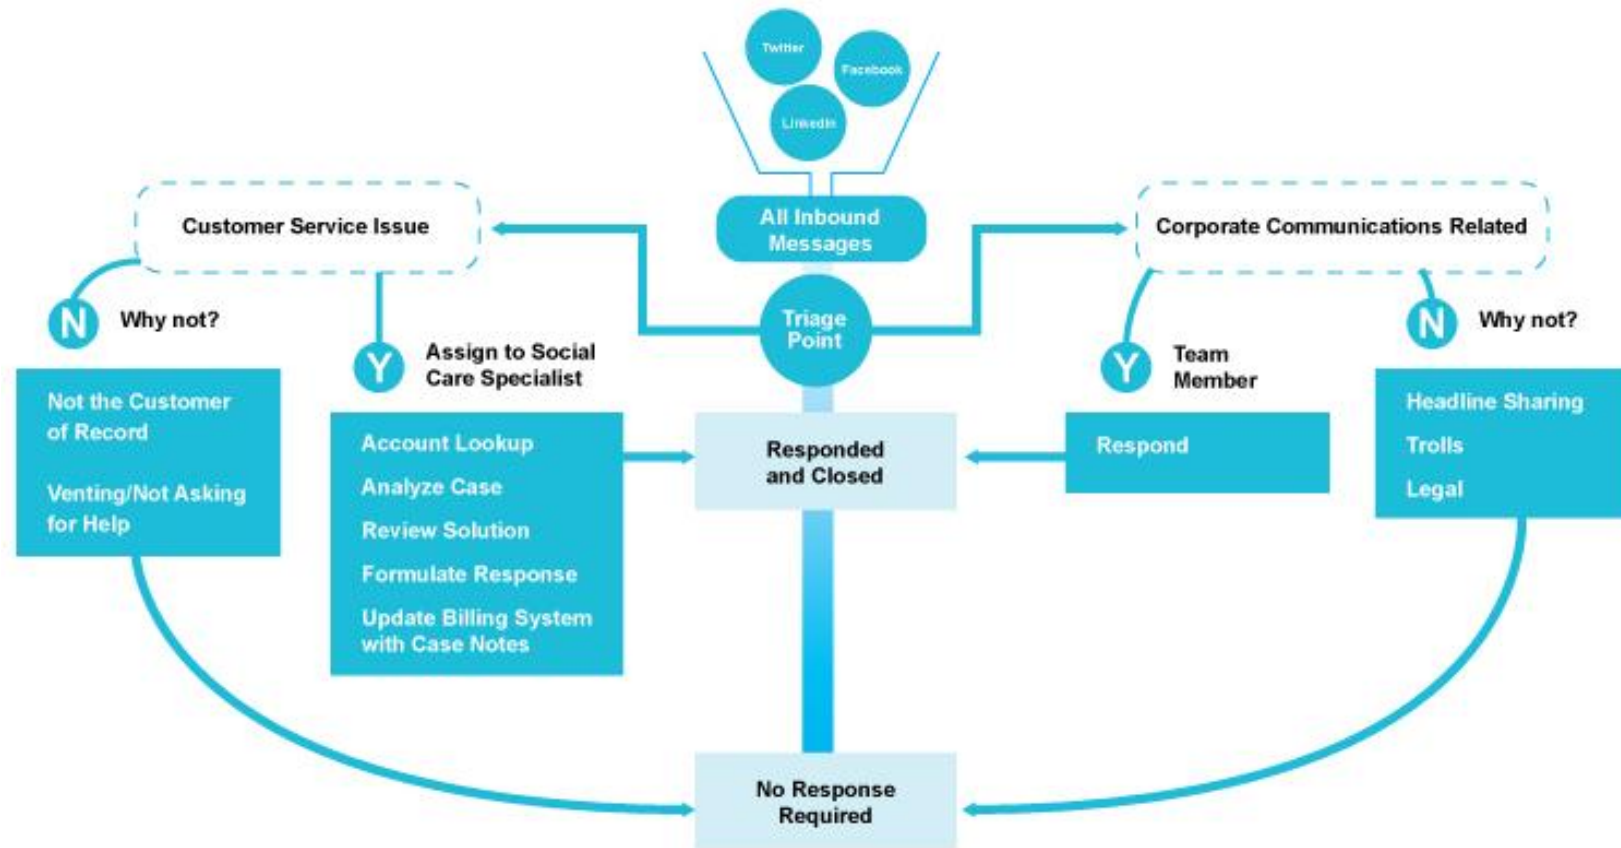 Twitter
Facebook
LinkedIn
All Inbound
Messages
Customer Service Issue
Corporate Communications Related
Triage
Point
N
Why not?
Y
Assign to Social
Care Specialist
Y
Team
Member
N
Why not?
Not the Customer
of Record
Venting/Not Asking
for Help
Account Lookup
Analyze Case
Review Solution
Formulate Response
Update Billing System
with Case Notes
Responded
and Closed
Respond
Headline Sharing
Trolls
Legal
No Response
Required